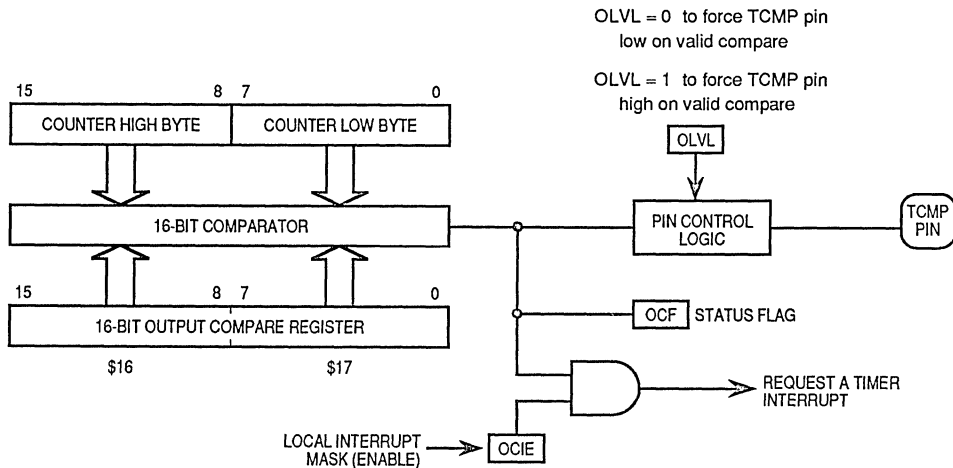 OLVL = 0 to force TCMP pin
low on valid compare
OLVL = 1 to force TCMP pin
high on valid compare
15 8 7 0
COUNTER HIGH BYTE COUNTER LOW BYTE
OLVL
16-BIT COMPARATOR
PIN CONTROL
LOGIC
TCMP
PIN
15 8 7 0
16-BIT OUTPUT COMPARE REGISTER
OCF STATUS FLAG
$16 $17
REQUEST A TIMER
INTERRUPT
LOCAL INTERRUPT
MASK (ENABLE)
OCIE